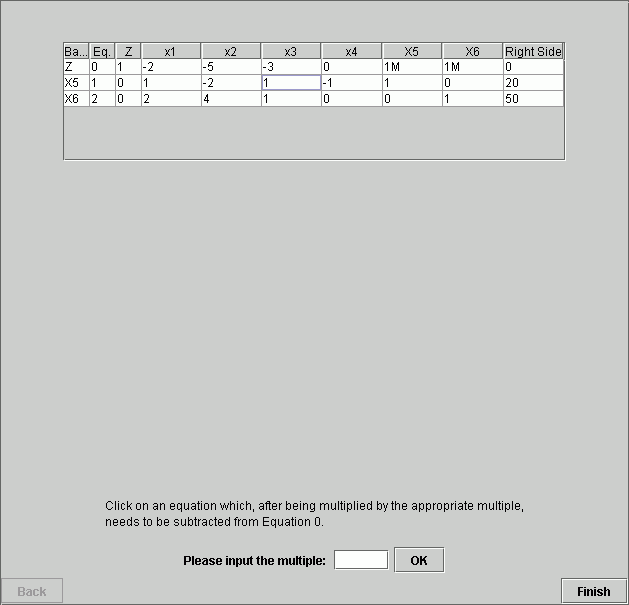 Ba... Eq. Z x1 x2 x3 x4 X5 X6 Right Side
Z 0 1 -2 -5 -3 0 1M 1M 0
X5 1 0 1 -2 1 -1 1 0 20
X6 2 0 2 4 1 0 0 1 50
Click on an equation which, after being multiplied by the appropriate multiple,
needs to be subtracted from Equation 0.
Please input the multiple: OK
Back Finish